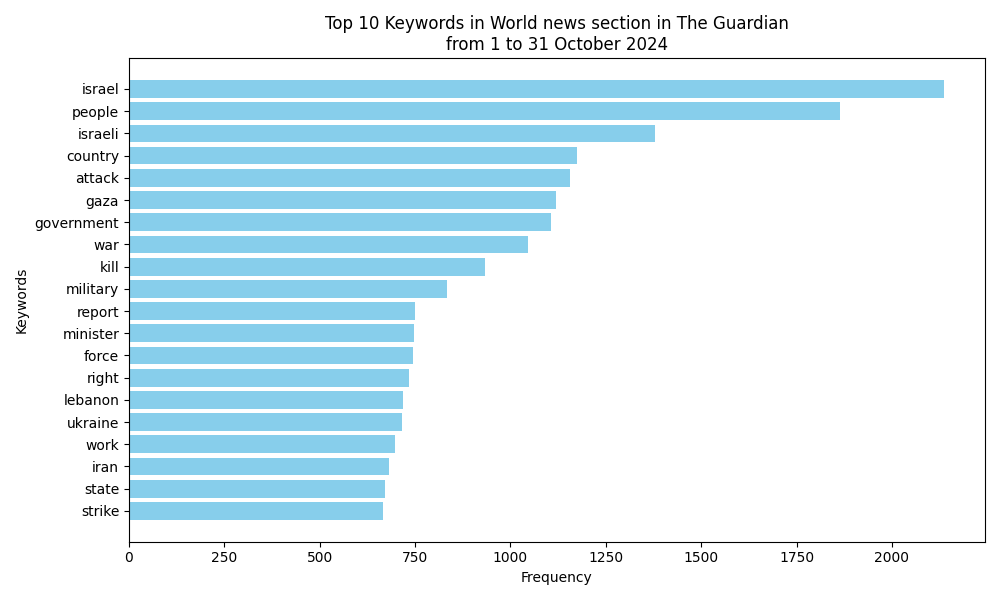 Top 10 Keywords in World news section in The Guardian
from 1 to 31 October 2024
Keywords
israel
people
israeli
country
attack
gaza
government
war
kill
military
report
minister
force
right
lebanon
ukraine
work
iran
state
strike
0 250 500 750 1000 1250 1500 1750 2000
Frequency